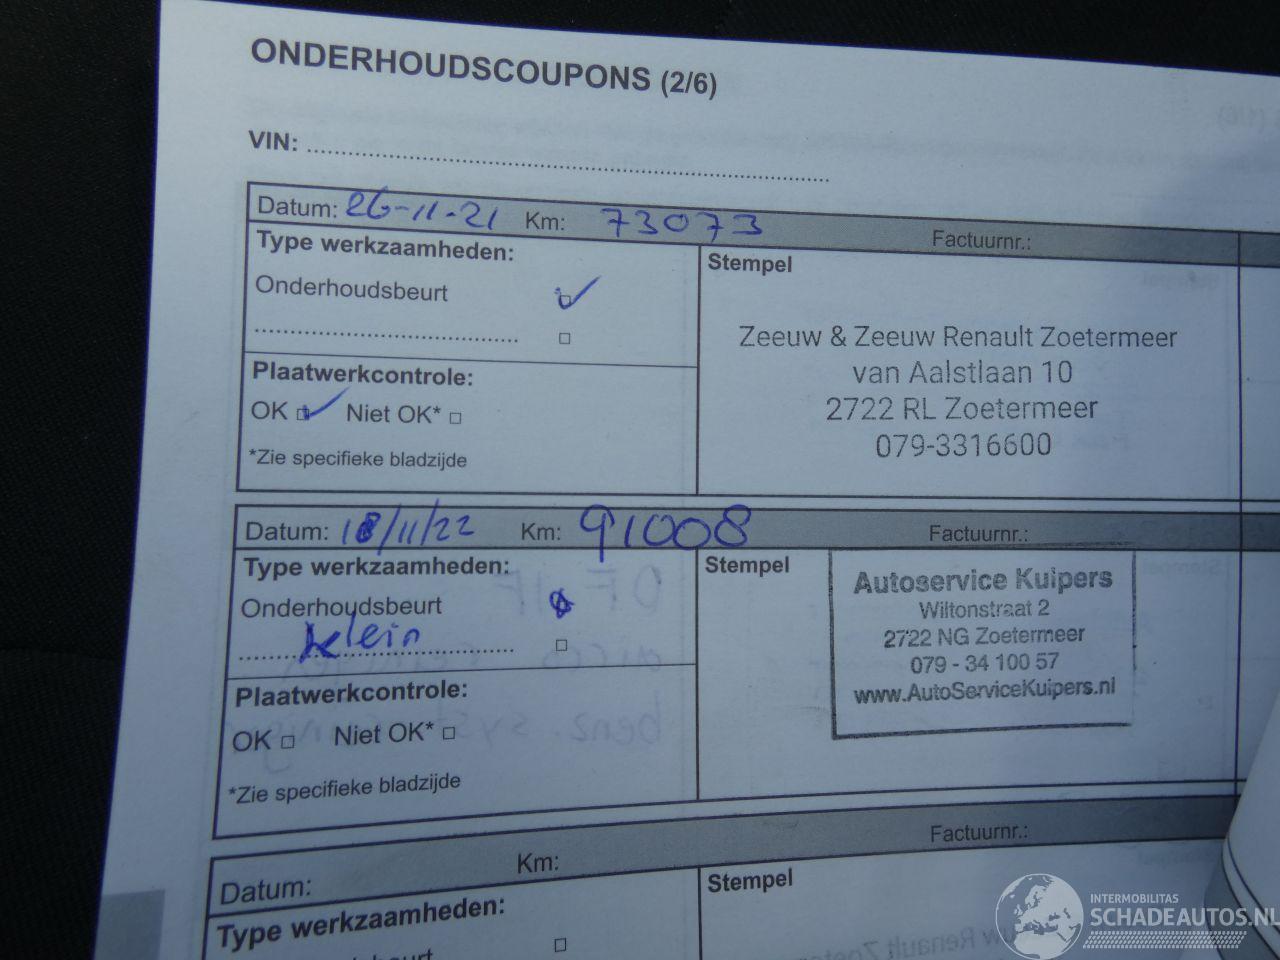 ONDERHOUDSCOUPONS (2/6)
VIN: ........................................................................
Datum: 26-11-21 Km: 73073 Factuurnr.:
Type werkzaamheden:
Onderhoudsbeurt
Plaatwerkcontrole:
OK Niet OK*
*Zie specifieke bladzijde
Stempel
Zeeuw & Zeeuw Renault Zoetermeer
van Aalstlaan 10
2722 RL Zoetermeer
079-3316600
Datum: 18/11/22 Km: 91008 Factuurnr.:
Type werkzaamheden:
Onderhoudsbeurt
klein
Plaatwerkcontrole:
OK Niet OK*
*Zie specifieke bladzijde
Stempel
Autoservice Kuipers
Wiltonstraat 2
2722 NG Zoetermeer
079 - 34 100 57
www.AutoServiceKuipers.nl
Datum: Km: Factuurnr.:
Type werkzaamheden:
Stempel
INTERMOBILITAS
SCHADEAUTOS.NL